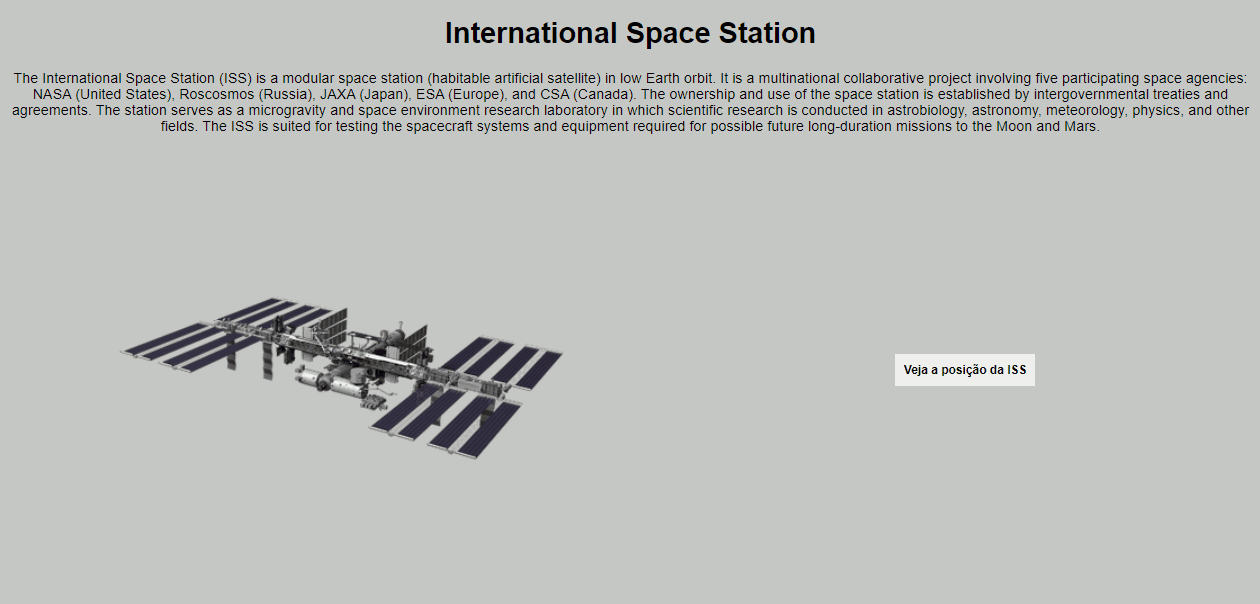 International Space Station
The International Space Station (ISS) is a modular space station (habitable artificial satellite) in low Earth orbit. It is a multinational collaborative project involving five participating space agencies:
NASA (United States), Roscosmos (Russia), JAXA (Japan), ESA (Europe), and CSA (Canada). The ownership and use of the space station is established by intergovernmental treaties and
agreements. The station serves as a microgravity and space environment research laboratory in which scientific research is conducted in astrobiology, astronomy, meteorology, physics, and other
fields. The ISS is suited for testing the spacecraft systems and equipment required for possible future long-duration missions to the Moon and Mars.
Veja a posição da ISS